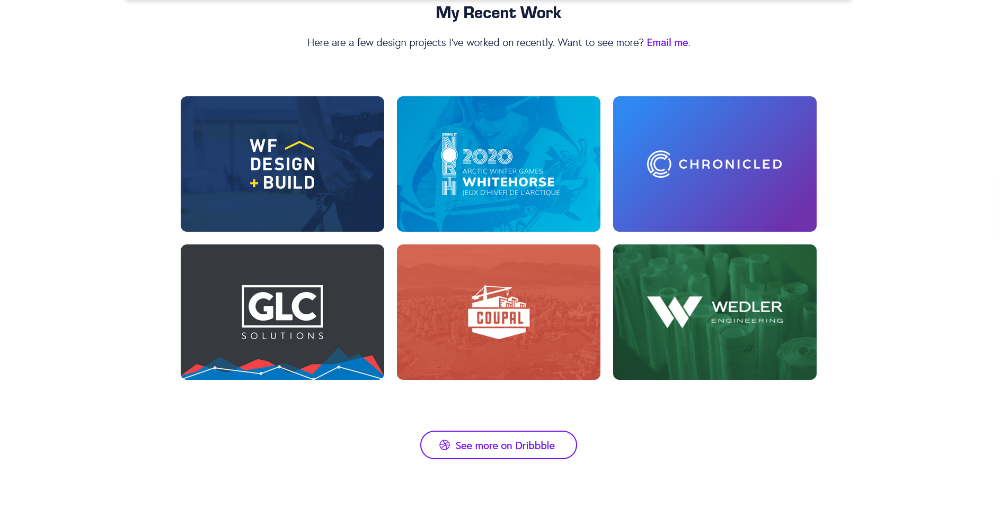 My Recent Work
Here are a few design projects I've worked on recently. Want to see more? Email me.
WF
DESIGN
+ BUILD
BRING IT
NORTH
2020
ARCTIC WINTER GAMES
WHITEHORSE
JEUX D'HIVER DE L'ARCTIQUE
CHRONICLED
GLC
SOLUTIONS
COUPAL
WEDLER
ENGINEERING
See more on Dribbble